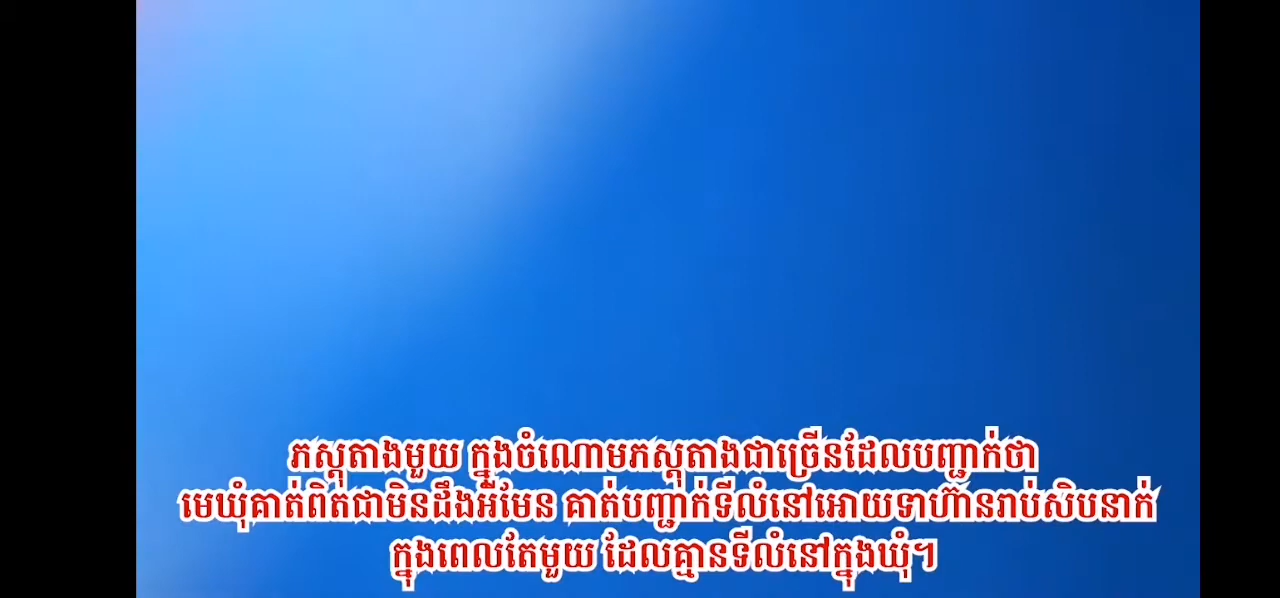 ភស្តុតាងមួយ ក្នុងចំណោមភស្តុតាងជាច្រើនដែលបញ្ជាក់ថា
មេឃុំគាត់ពិតជាមិនដឹងអីមែន គាត់បញ្ជាក់ទីលំនៅអោយទាហ៊ានរាប់សិបនាក់
ក្នុងពេលតែមួយ ដែលគ្មានទីលំនៅក្នុងឃុំ។